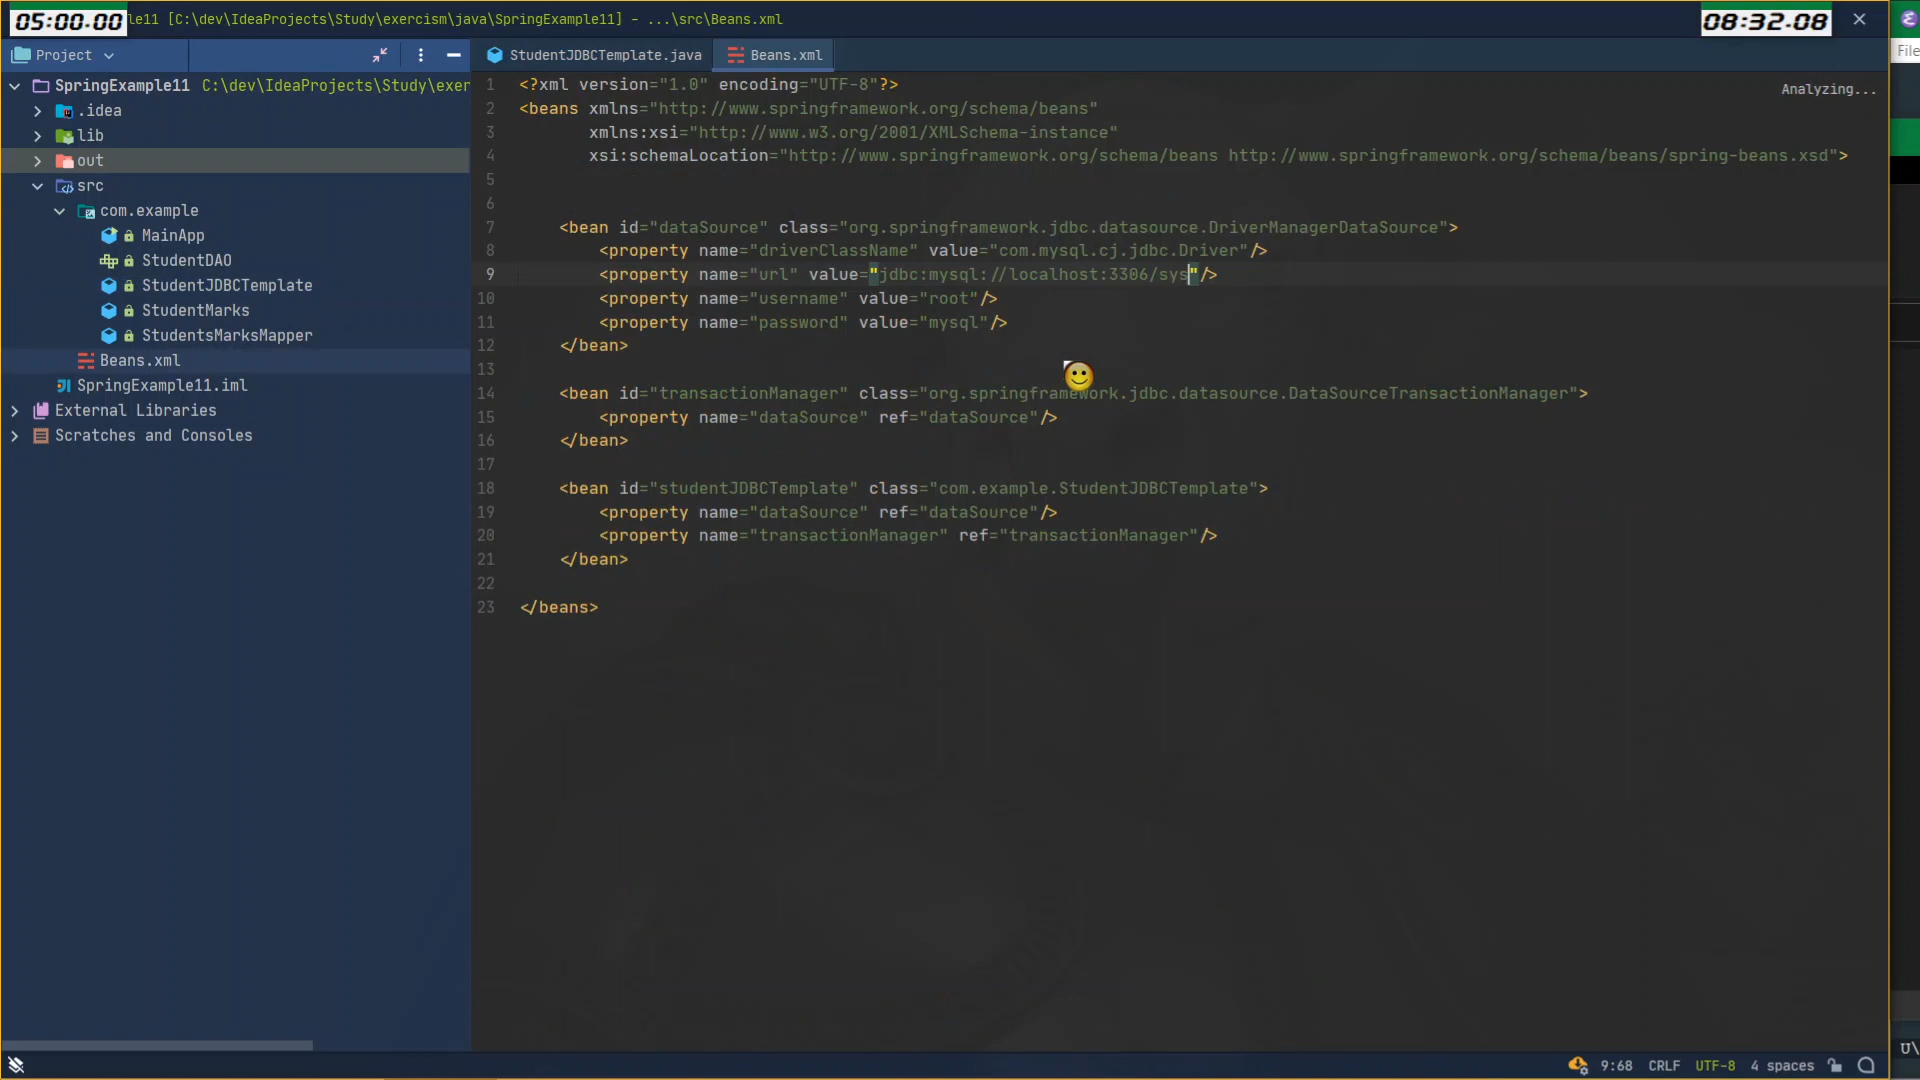 05:00.00
le11 [C:\dev\IdeaProjects\Study\exercism\java\SpringExample11] - ...\src\Beans.xml
08:32.08
Project
StudentJDBCTemplate.java
Beans.xml
File
SpringExample11 C:\dev\IdeaProjects\Study\exer
.idea
lib
out
src
com.example
MainApp
StudentDAO
StudentJDBCTemplate
StudentMarks
StudentsMarksMapper
Beans.xml
SpringExample11.iml
External Libraries
Scratches and Consoles
Analyzing...
1 <?xml version="1.0" encoding="UTF-8"?>
2 <beans xmlns="http://www.springframework.org/schema/beans"
3 xmlns:xsi="http://www.w3.org/2001/XMLSchema-instance"
4 xsi:schemaLocation="http://www.springframework.org/schema/beans http://www.springframework.org/schema/beans/spring-beans.xsd">
5
6
7 <bean id="dataSource" class="org.springframework.jdbc.datasource.DriverManagerDataSource">
8 <property name="driverClassName" value="com.mysql.cj.jdbc.Driver"/>
9 <property name="url" value="jdbc:mysql://localhost:3306/sys"/>
10 <property name="username" value="root"/>
11 <property name="password" value="mysql"/>
12 </bean>
13
14 <bean id="transactionManager" class="org.springframework.jdbc.datasource.DataSourceTransactionManager">
15 <property name="dataSource" ref="dataSource"/>
16 </bean>
17
18 <bean id="studentJDBCTemplate" class="com.example.StudentJDBCTemplate">
19 <property name="dataSource" ref="dataSource"/>
20 <property name="transactionManager" ref="transactionManager"/>
21 </bean>
22
23 </beans>
9:68 CRLF UTF-8 4 spaces
U\